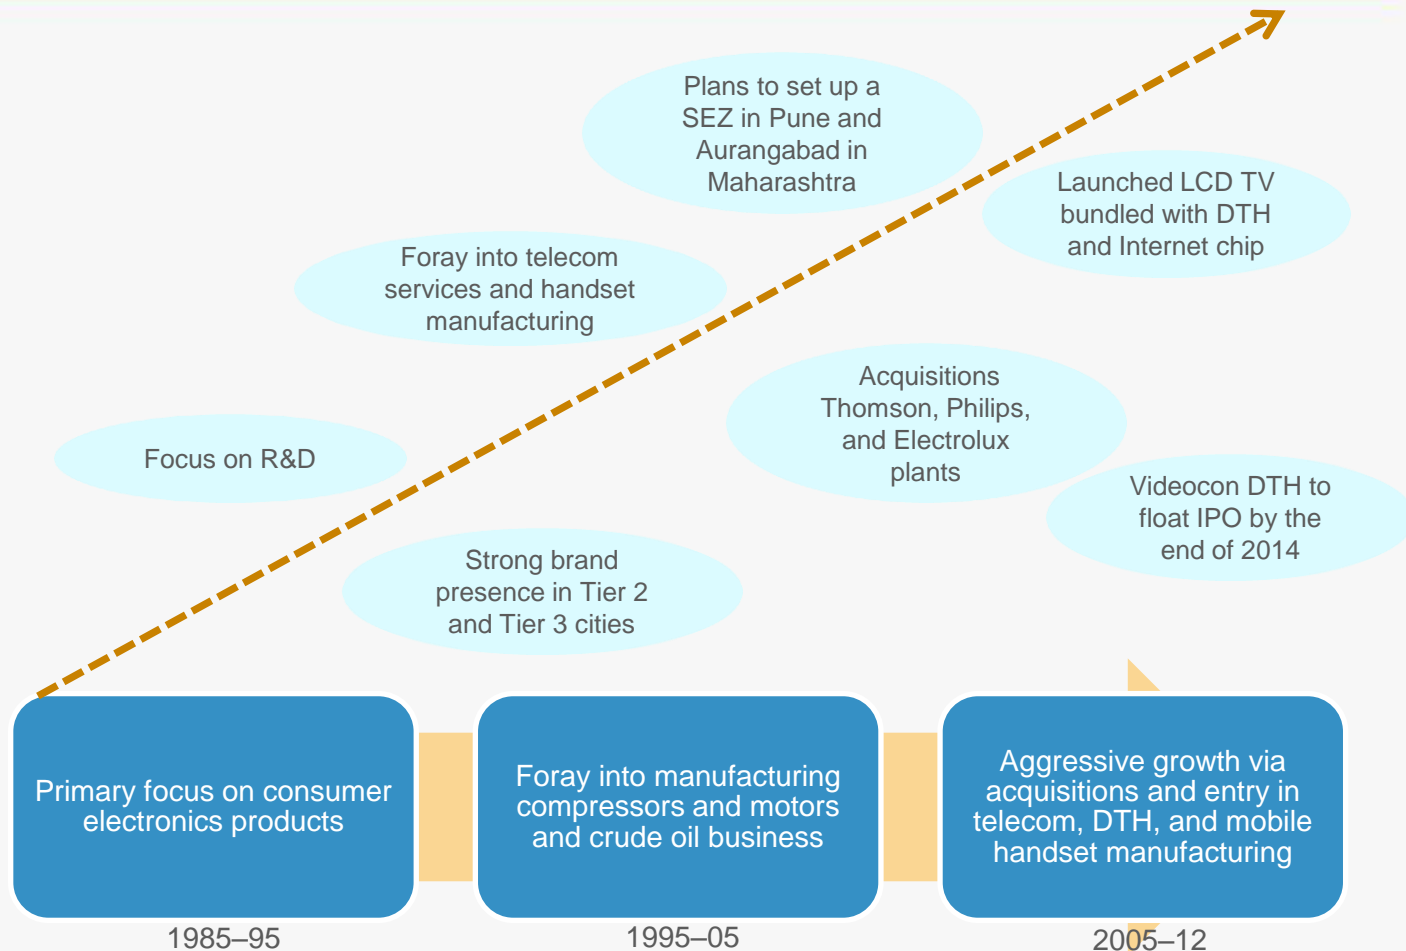 Plans to set up a
SEZ in Pune and
Aurangabad in
Maharashtra
Launched LCD TV
bundled with DTH
and Internet chip
Foray into telecom
services and handset
manufacturing
Acquisitions
Thomson, Philips,
and Electrolux
plants
Focus on R&D
Videocon DTH to
float IPO by the
end of 2014
Strong brand
presence in Tier 2
and Tier 3 cities
Primary focus on consumer
electronics products
Foray into manufacturing
compressors and motors
and crude oil business
Aggressive growth via
acquisitions and entry in
telecom, DTH, and mobile
handset manufacturing
1985–95
1995–05
2005–12